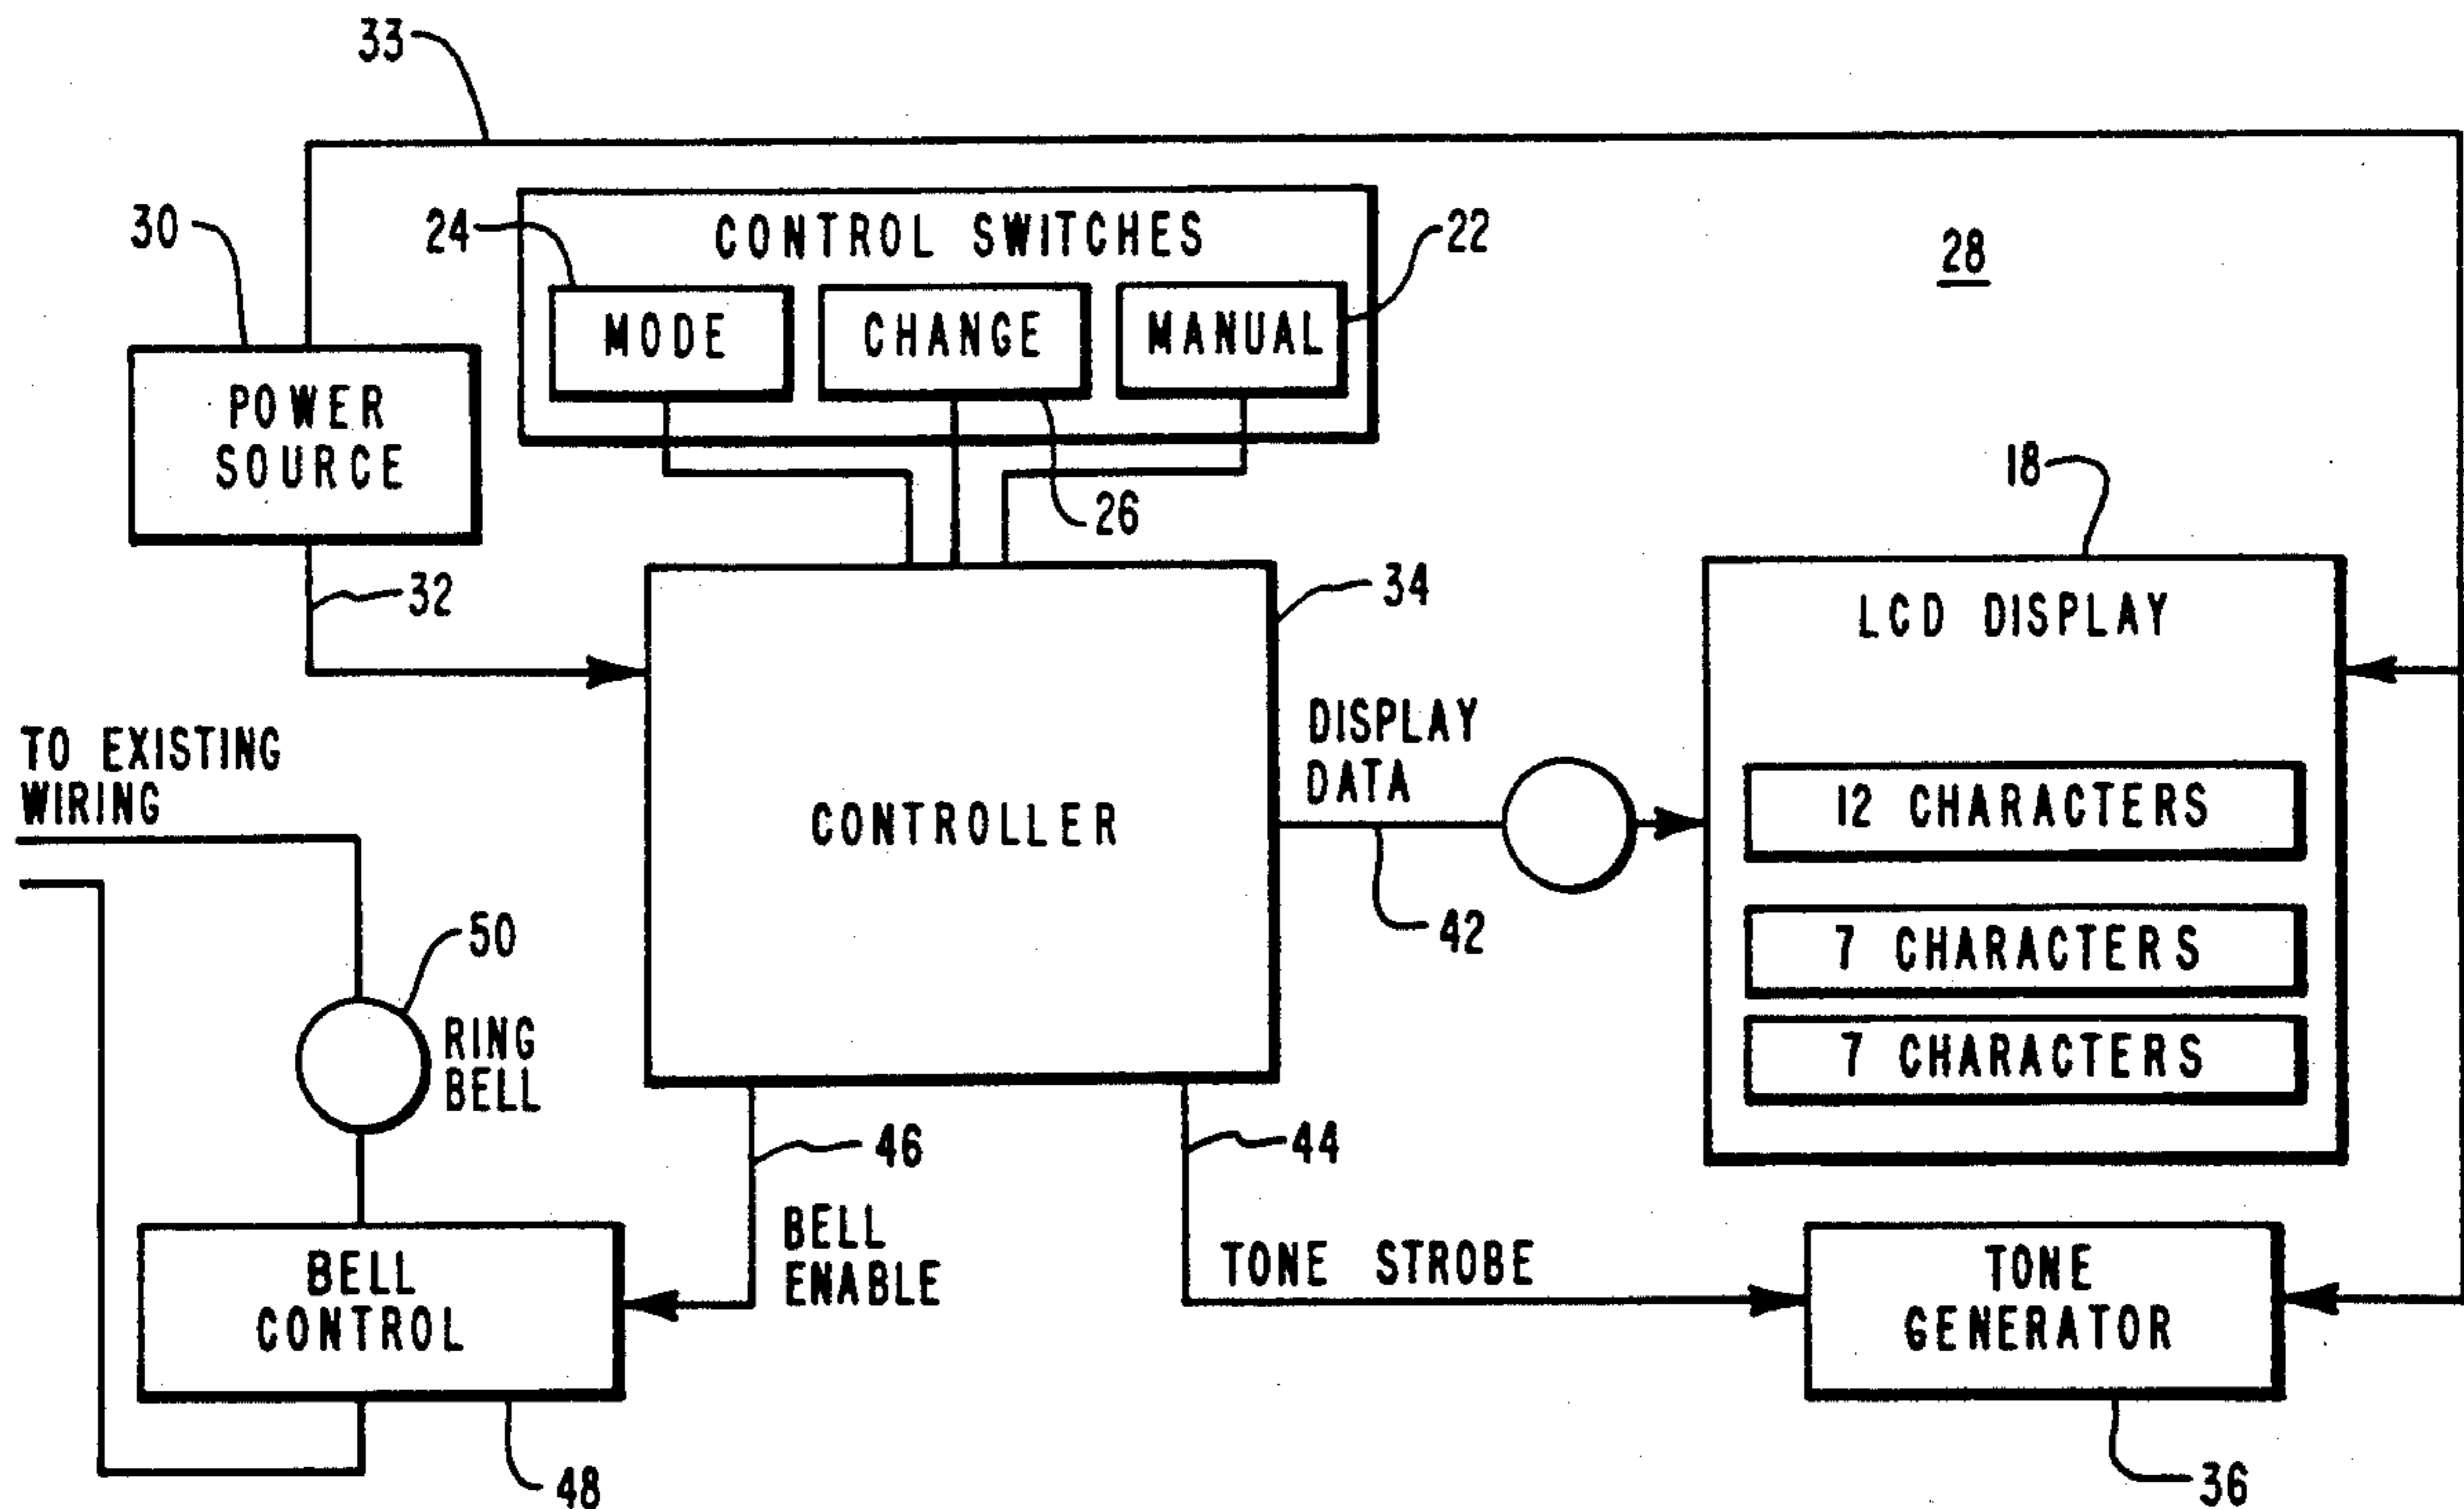 33
CONTROL SWITCHES
30
24
22
28
MODE
CHANGE
MANUAL
POWER
SOURCE
18
26
32
34
LCD DISPLAY
TO EXISTING
WIRING
DISPLAY
DATA
CONTROLLER
12 CHARACTERS
42
50
7 CHARACTERS
RING
BELL
7 CHARACTERS
46
44
BELL
ENABLE
TONE STROBE
BELL
CONTROL
TONE
GENERATOR
48
36